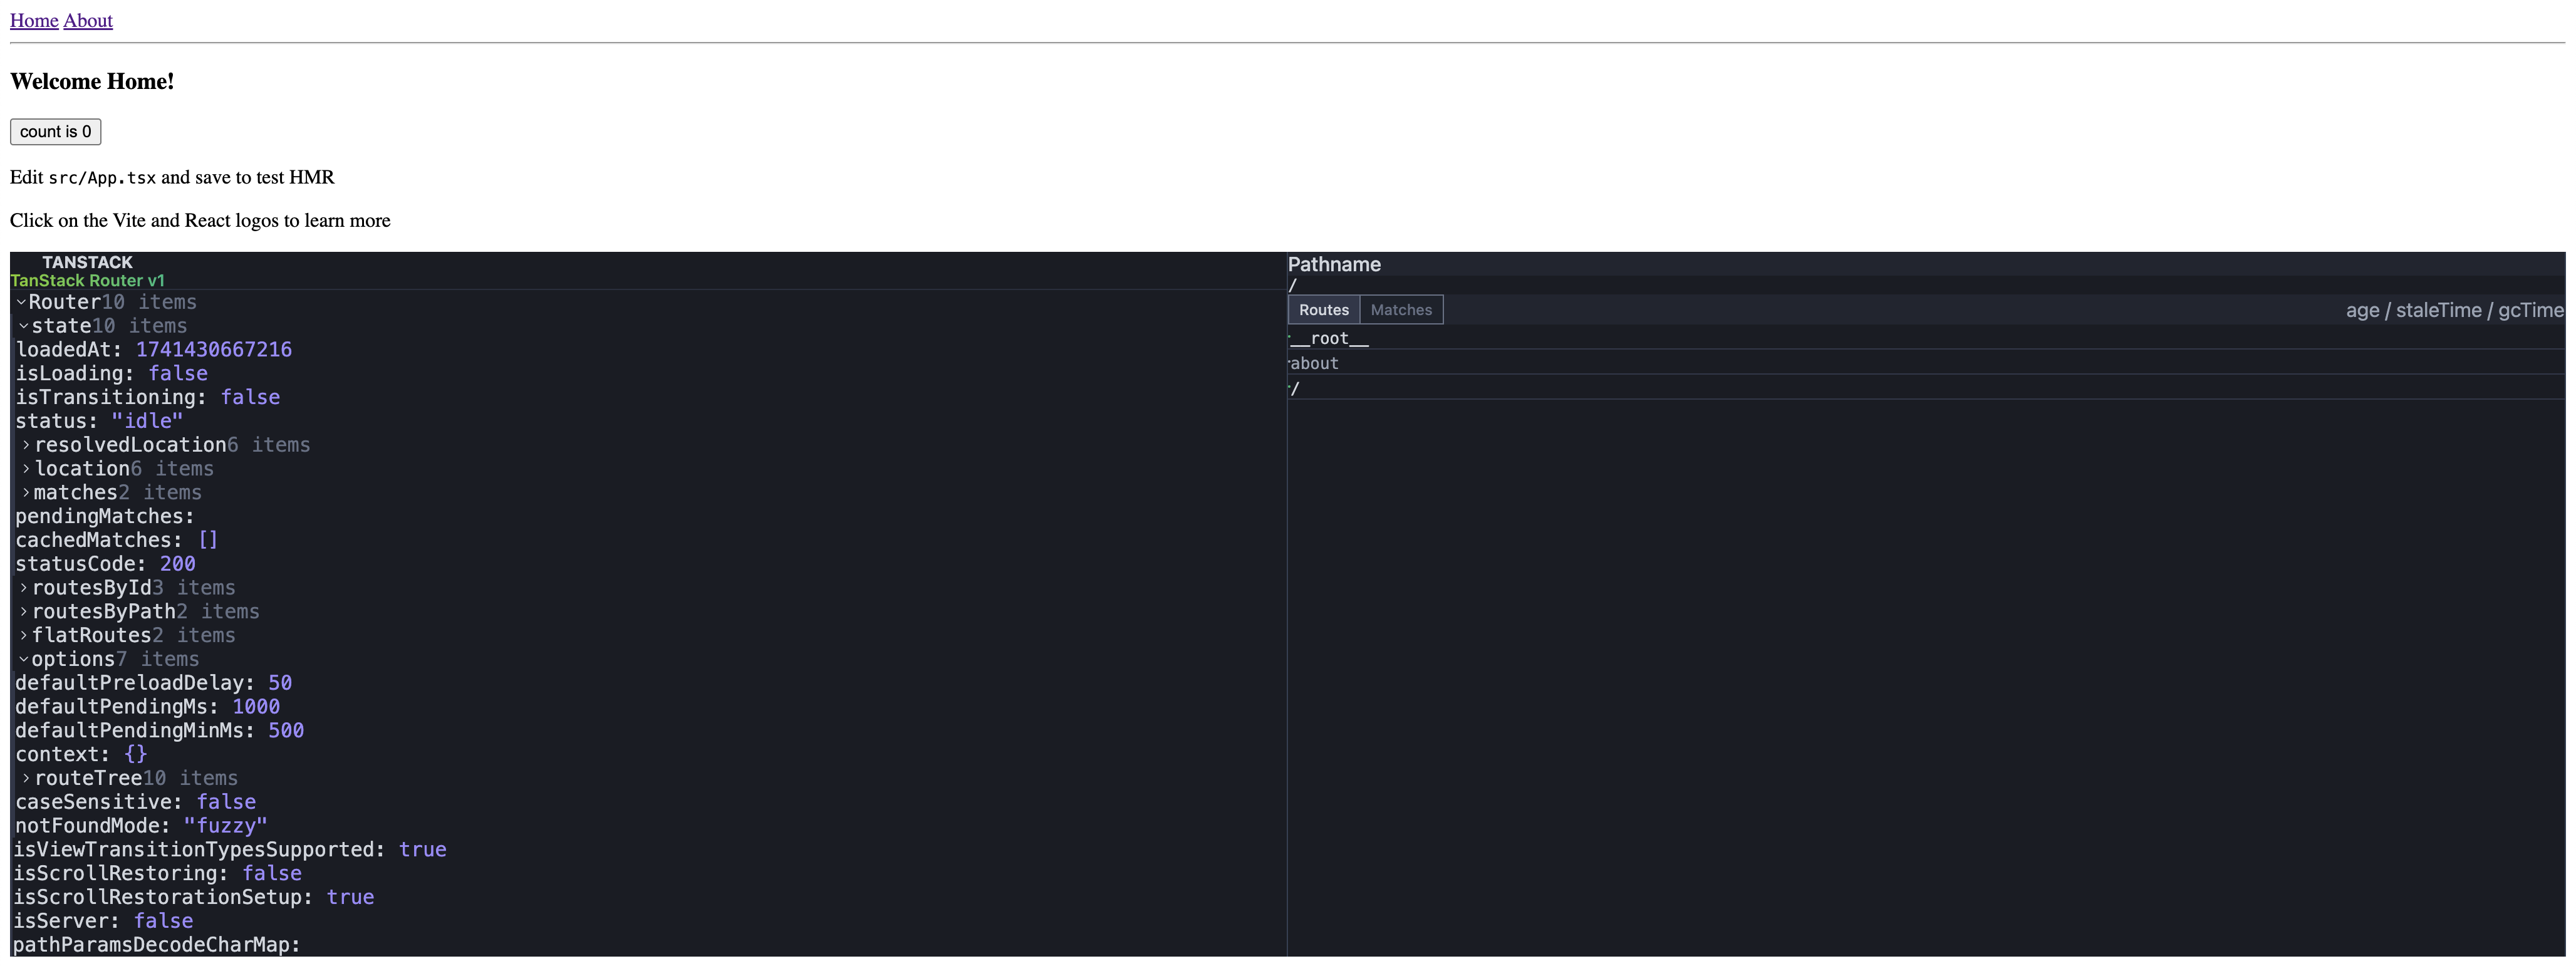 Home About
Welcome Home!
count is 0
Edit src/App.tsx and save to test HMR
Click on the Vite and React logos to learn more
TANSTACK
TanStack Router v1
Router10 items
state10 items
loadedAt: 1741430667216
isLoading: false
isTransitioning: false
status: "idle"
resolvedLocation6 items
location6 items
matches2 items
pendingMatches:
cachedMatches: []
statusCode: 200
routesById3 items
routesByPath2 items
flatRoutes2 items
options7 items
defaultPreloadDelay: 50
defaultPendingMs: 1000
defaultPendingMinMs: 500
context: {}
routeTree10 items
caseSensitive: false
notFoundMode: "fuzzy"
isViewTransitionTypesSupported: true
isScrollRestoring: false
isScrollRestorationSetup: true
isServer: false
pathParamsDecodeCharMap:
Pathname
/
Routes Matches age / staleTime / gcTime
__root__
about
/